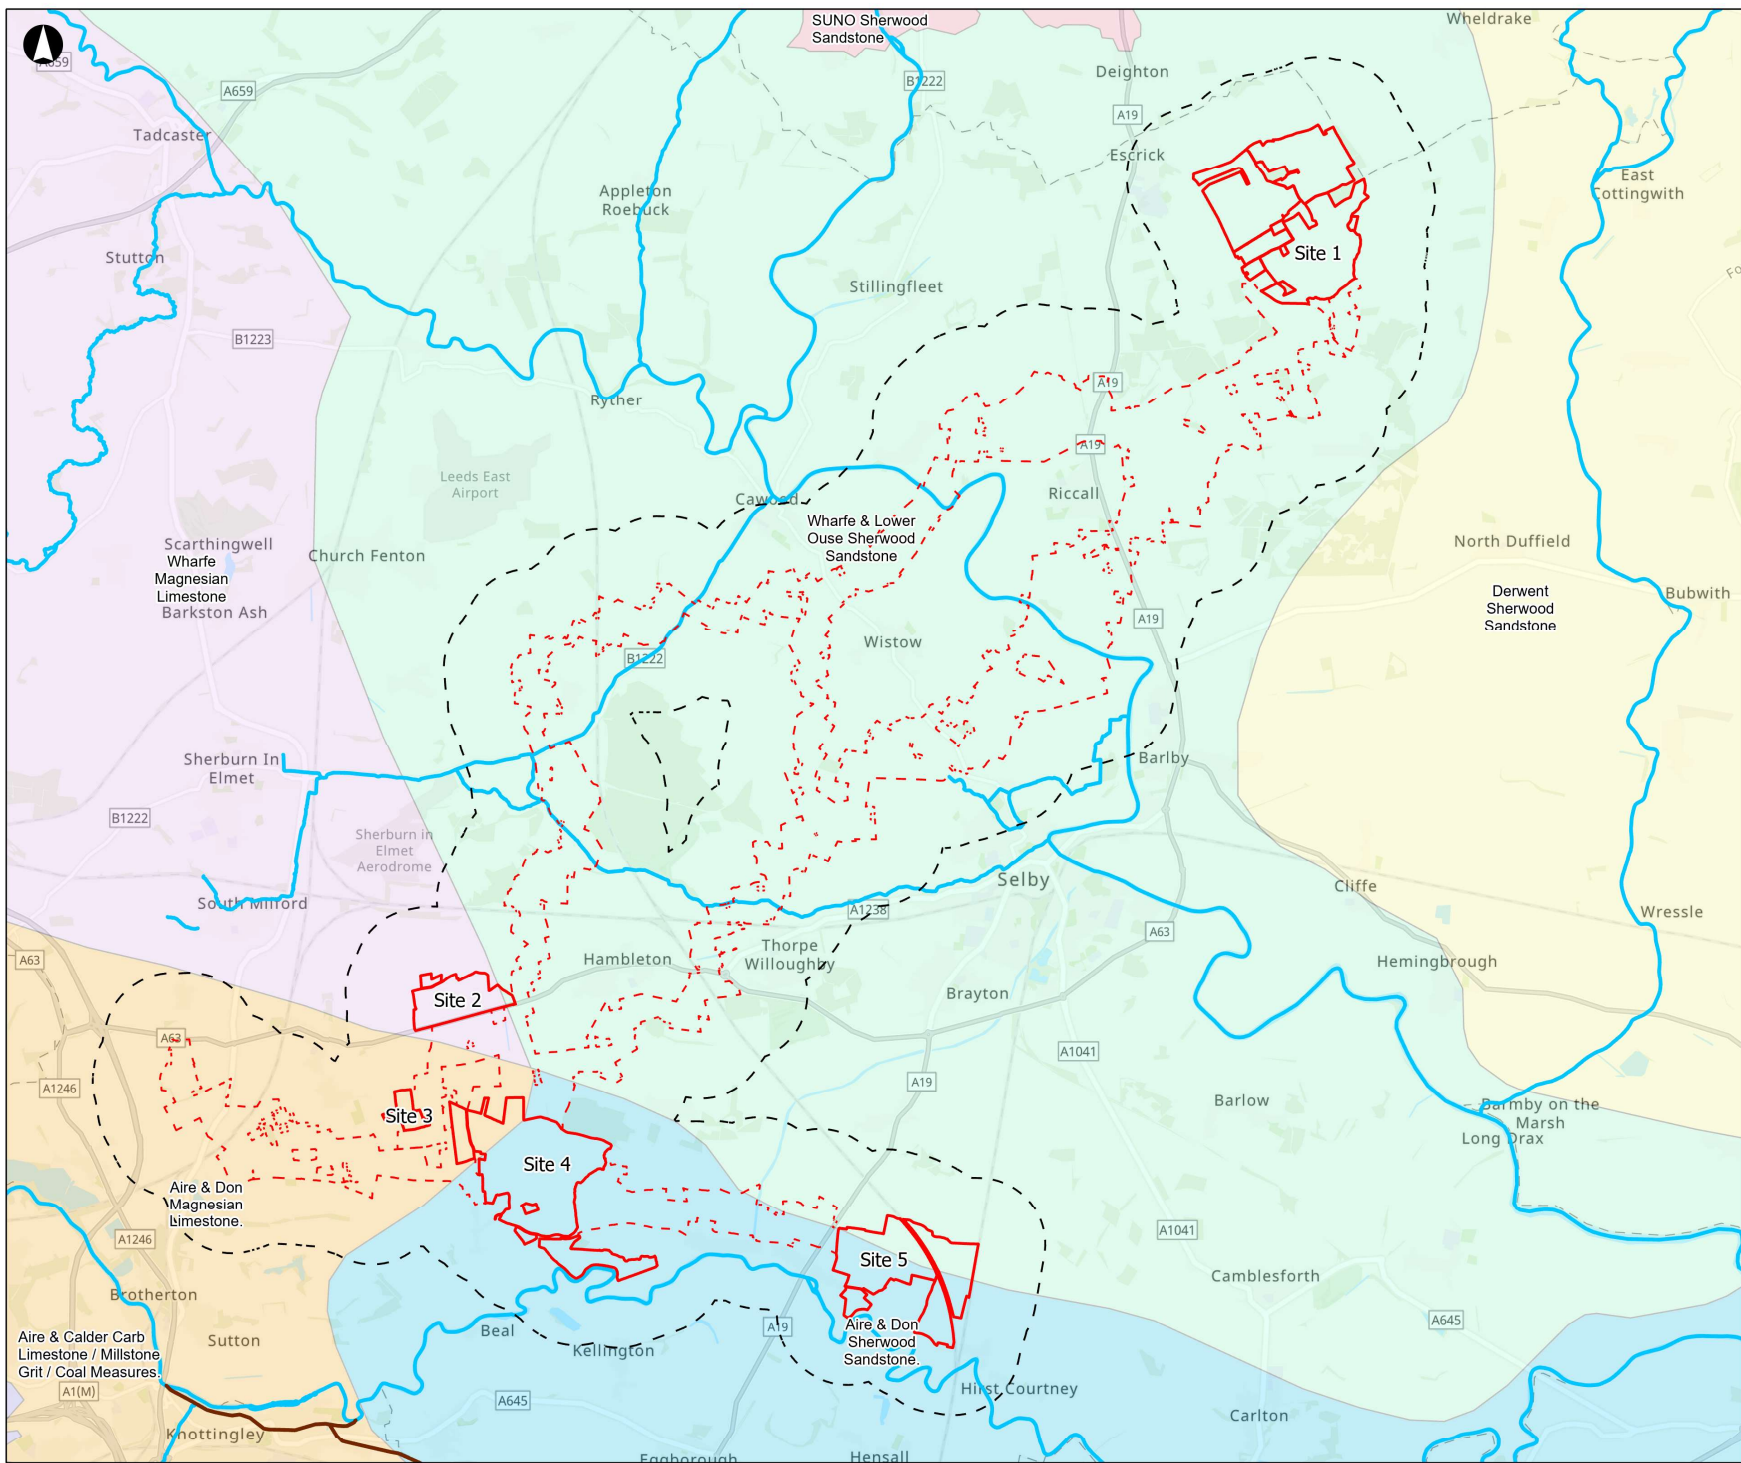 SUNO Sherwood
Sandstone
Wheldrake
A659
Deighton
B1222
A659
A19
Tadcaster
Escrick
Appleton
Roebuck
East
Cottingwith
Site 1
Stutton
Stillingfleet
B1223
A19
Ryther
A19
Leeds East
Airport
Riccall
Cawood
Wharfe & Lower
Ouse Sherwood
Sandstone
Scarthingwell
Church Fenton
North Duffield
Wharfe
Magnesian
Limestone
Barkston Ash
Derwent
Sherwood
Sandstone
Bubwith
A19
Wistow
B1222
Sherburn In
Elmet
Barlby
B1222
Sherburn in
Elmet
Aerodrome
Selby
Cliffe
South Milford
A1238
Wressle
A63
Thorpe
Willoughby
A63
Hambleton
Hemingbrough
Site 2
Brayton
A63
A1041
A1246
A19
Site 3
Barlow
Barmby on the
Marsh
Long Drax
Site 4
Aire & Don
Magnesian
Limestone.
A1246
A1041
Site 5
Camblesforth
Brotherton
A645
Aire & Calder Carb
Limestone / Millstone
Grit / Coal Measures.
Sutton
Beal
A19
Aire & Don
Sherwood
Sandstone.
Kellington
A1(M)
A645
Hirst Courtney
Carlton
Knottingley
Eggborough
Hensall